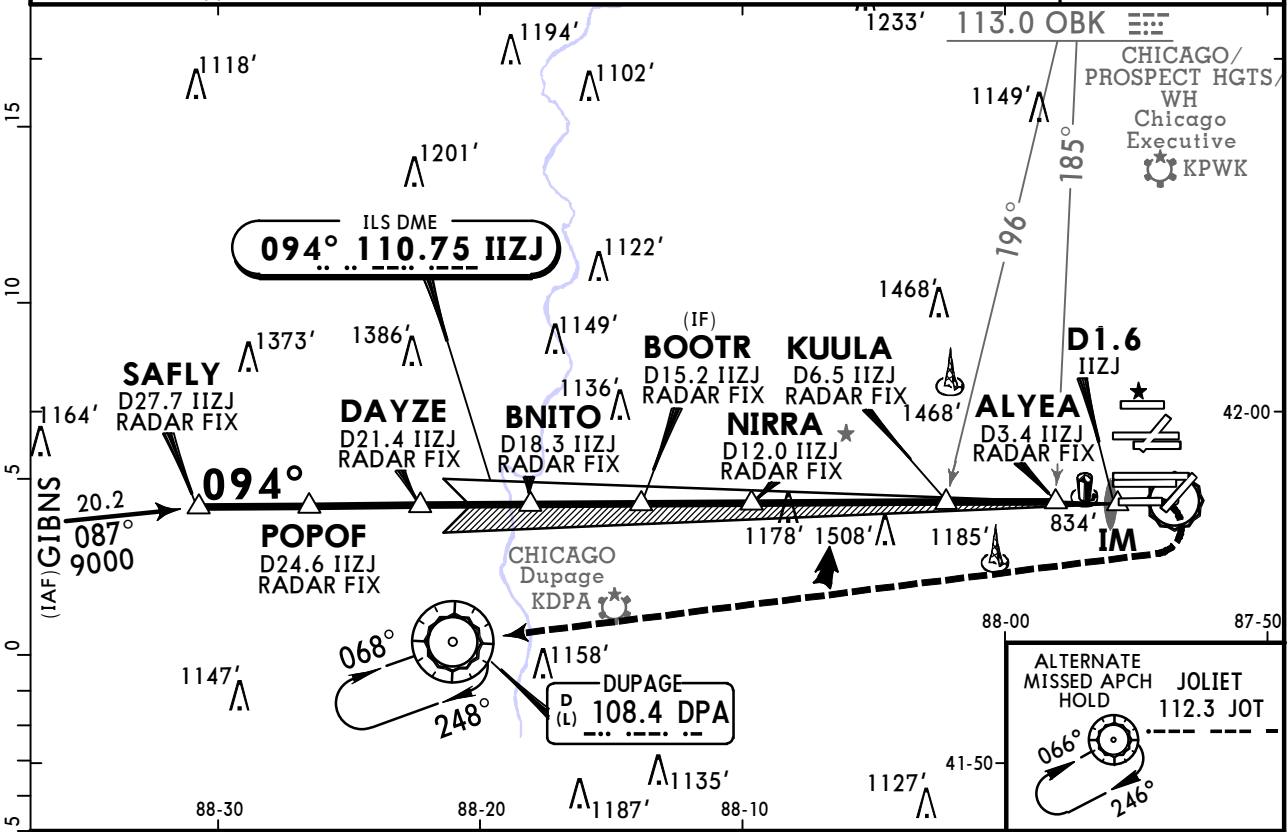 1233'
113.0 OBK
1194'
1118'
1102'
CHICAGO/
PROSPECT HGTS/
WH
Chicago
Executive
KPWK
1149'
15
185°
1201'
196°
ILS DME
094° 110.75 IIZJ
1122'
10
1468'
1373'
1386'
1149'
(IF)
BOOTR
D15.2 IIZJ
RADAR FIX
KUULA
D6.5 IIZJ
RADAR FIX
D1.6
IIZJ
SAFLY
D27.7 IIZJ
RADAR FIX
1136'
1164'
DAYZE
D21.4 IIZJ
RADAR FIX
BNITO
D18.3 IIZJ
RADAR FIX
NIRRA
D12.0 IIZJ
RADAR FIX
1468'
ALYEA
D3.4 IIZJ
RADAR FIX
42-00
5
094°
(IAF) GIBNS
20.2
087°
9000
POPOF
D24.6 IIZJ
RADAR FIX
1178'
1508'
1185'
834'
IM
CHICAGO
Dupage
KDPA
88-00
87-50
0
068°
248°
1158'
1147'
DUPAGE
D
(L)
108.4 DPA
ALTERNATE
MISSED APCH
HOLD
JOLIET
112.3 JOT
066°
246°
41-50
1135'
1187'
1127'
5
88-30
88-20
88-10